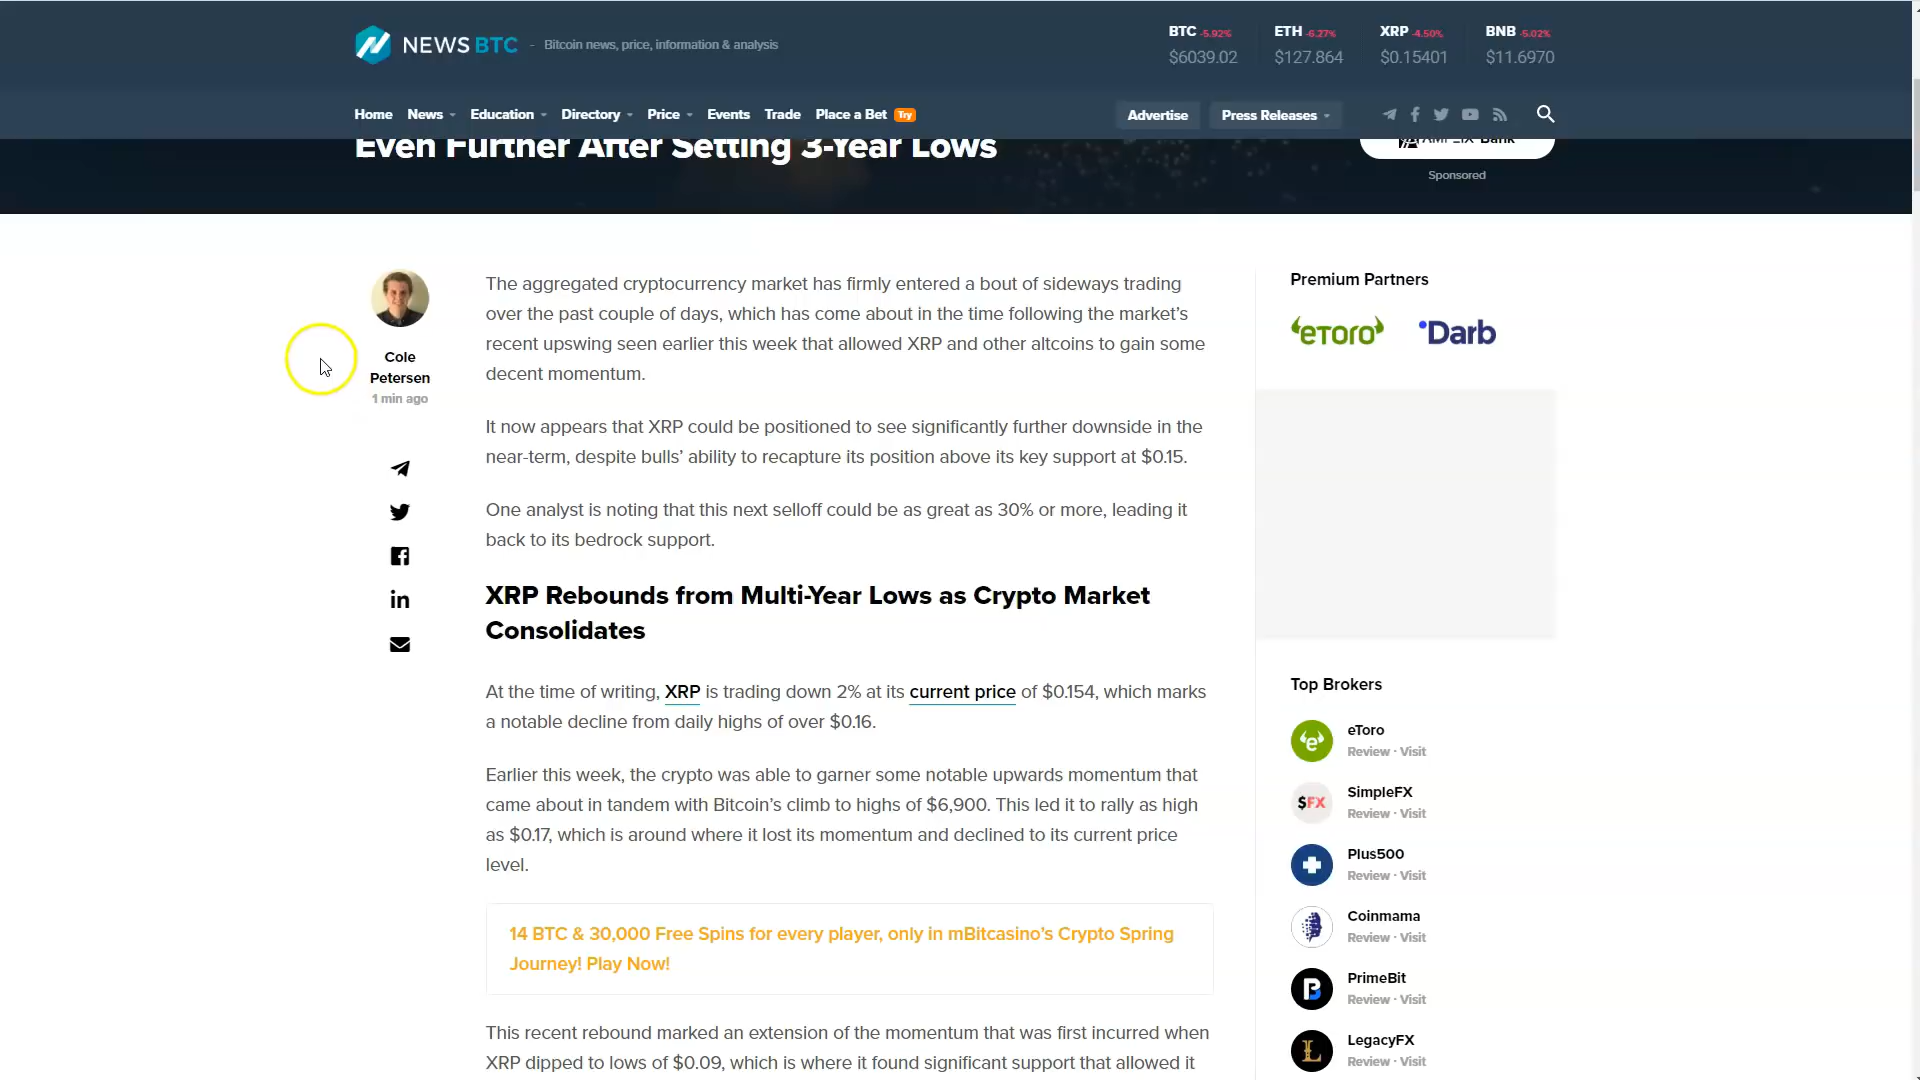 NEWS BTC - Bitcoin news, price, information & analysis
BTC -5.92% ETH -6.27% XRP -4.50% BNB -5.02%
$6039.02 $127.864 $0.15401 $11.6970
Home News Education Directory Price Events Trade Place a Bet Try Advertise Press Releases
Even Further After Setting 3-Year Lows
Bank
Sponsored
Cole
Petersen
1 min ago
The aggregated cryptocurrency market has firmly entered a bout of sideways trading
over the past couple of days, which has come about in the time following the market's
recent upswing seen earlier this week that allowed XRP and other altcoins to gain some
decent momentum.
It now appears that XRP could be positioned to see significantly further downside in the
near-term, despite bulls' ability to recapture its position above its key support at $0.15.
One analyst is noting that this next selloff could be as great as 30% or more, leading it
back to its bedrock support.
XRP Rebounds from Multi-Year Lows as Crypto Market
Consolidates
At the time of writing, XRP is trading down 2% at its current price of $0.154, which marks
a notable decline from daily highs of over $0.16.
Earlier this week, the crypto was able to garner some notable upwards momentum that
came about in tandem with Bitcoin's climb to highs of $6,900. This led it to rally as high
as $0.17, which is around where it lost its momentum and declined to its current price
level.
14 BTC & 30,000 Free Spins for every player, only in mBitcasino's Crypto Spring
Journey! Play Now!
This recent rebound marked an extension of the momentum that was first incurred when
XRP dipped to lows of $0.09, which is where it found significant support that allowed it
Premium Partners
eToro Darb
Top Brokers
eToro
Review · Visit
$FX
SimpleFX
Review · Visit
Plus500
Review · Visit
Coinmama
Review · Visit
PrimeBit
Review · Visit
LegacyFX
Review · Visit